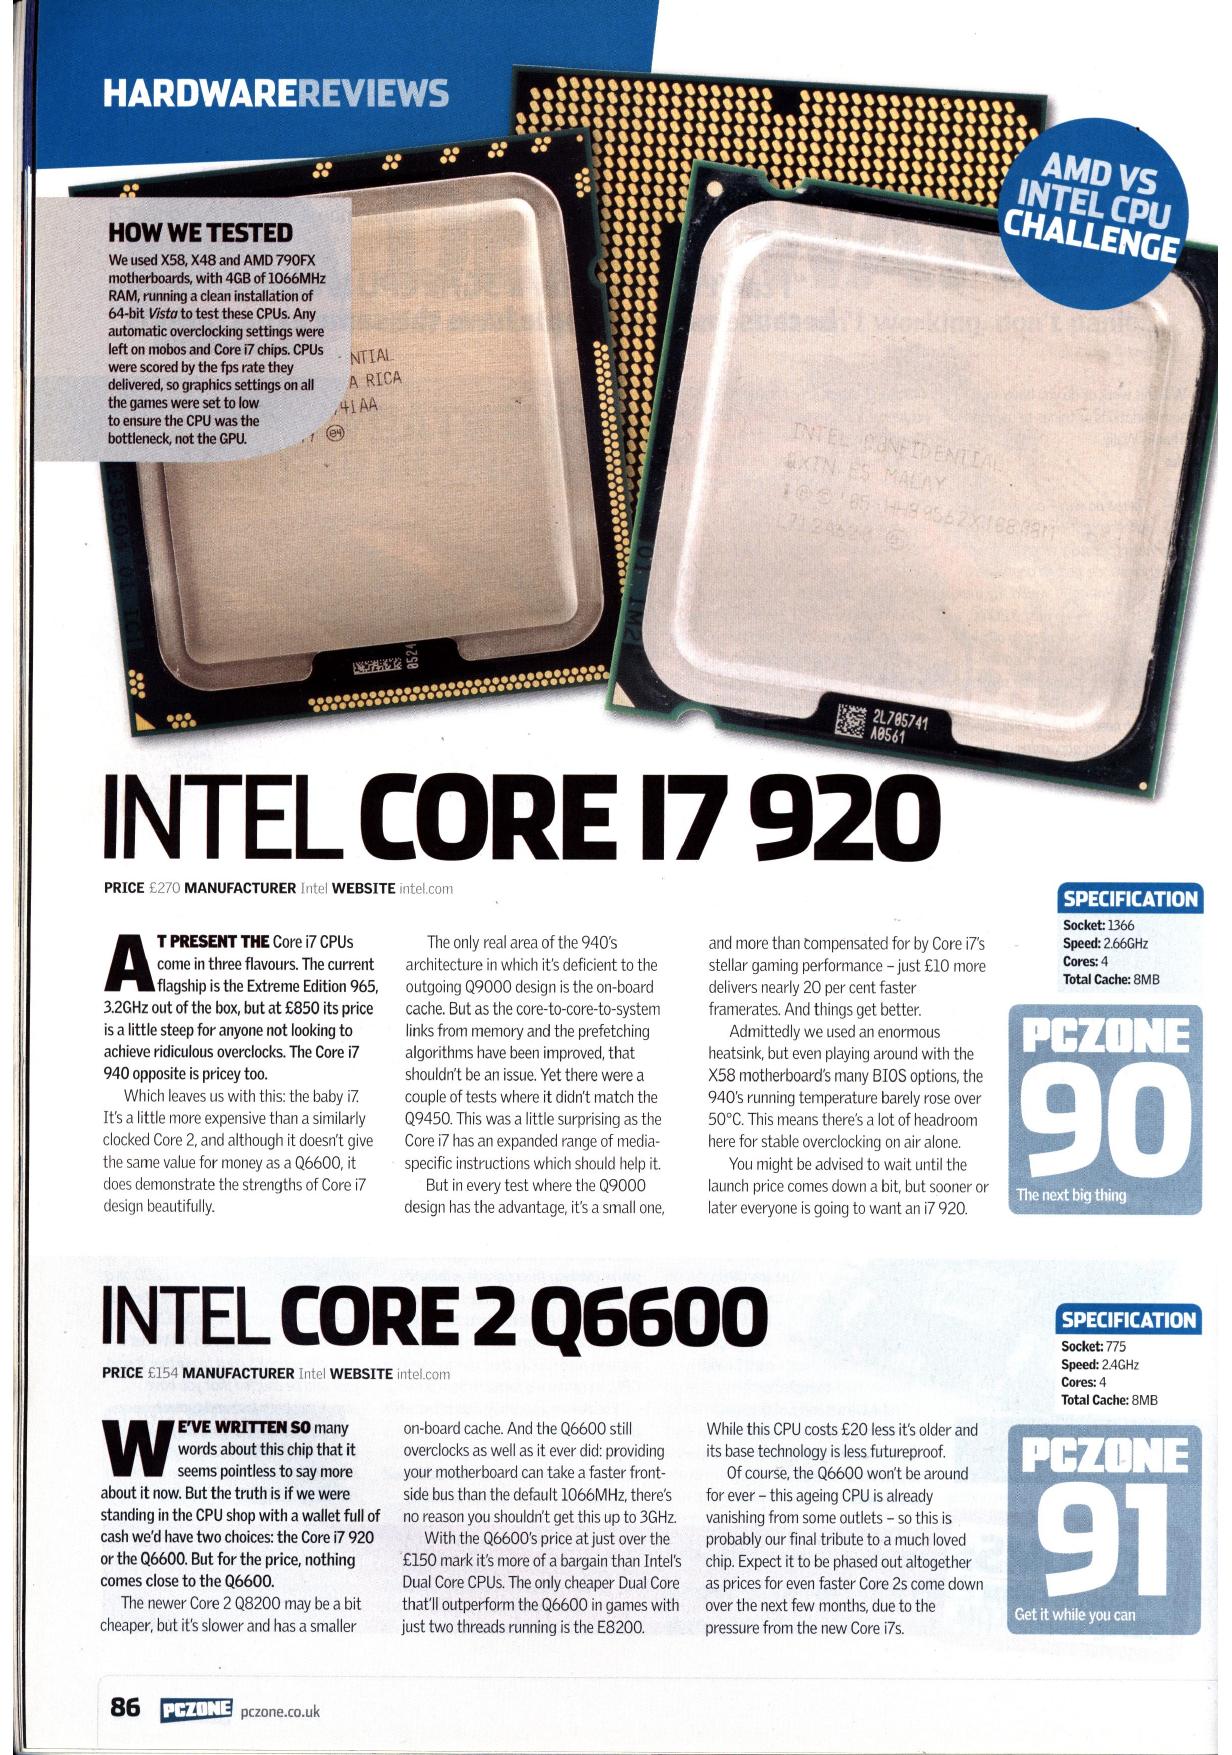 HARDWAREREVIEWS
AMD VS
INTEL CPU
CHALLENGE
HOW WE TESTED
We used X58, X48 and AMD 790FX
motherboards, with 4GB of 1066MHz
RAM, running a clean installation of
64-bit Vista to test these CPUs. Any
automatic overclocking settings were
left on mobos and Core i7 chips. CPUs
were scored by the fps rate they
delivered, so graphics settings on all
the games were set to low
to ensure the CPU was the
bottleneck, not the GPU.
NTIAL
A RICA
41AA
0524
INTEL CONFIDENTIAL
QXTN ES MALAY
2L705741
A0561
INTEL CORE I7 920
PRICE £270 MANUFACTURER Intel WEBSITE intel.com
AT PRESENT THE Core i7 CPUs
come in three flavours. The current
flagship is the Extreme Edition 965,
3.2GHz out of the box, but at £850 its price
is a little steep for anyone not looking to
achieve ridiculous overclocks. The Core i7
940 opposite is pricey too.
Which leaves us with this: the baby i7.
It's a little more expensive than a similarly
clocked Core 2, and although it doesn't give
the same value for money as a Q6600, it
does demonstrate the strengths of Core i7
design beautifully.
The only real area of the 940's
architecture in which it's deficient to the
outgoing Q9000 design is the on-board
cache. But as the core-to-core-to-system
links from memory and the prefetching
algorithms have been improved, that
shouldn't be an issue. Yet there were a
couple of tests where it didn't match the
Q9450. This was a little surprising as the
Core i7 has an expanded range of media-
specific instructions which should help it.
But in every test where the Q9000
design has the advantage, it's a small one,
and more than compensated for by Core i7's
stellar gaming performance – just £10 more
delivers nearly 20 per cent faster
framerates. And things get better.
Admittedly we used an enormous
heatsink, but even playing around with the
X58 motherboard's many BIOS options, the
940's running temperature barely rose over
50°C. This means there's a lot of headroom
here for stable overclocking on air alone.
You might be advised to wait until the
launch price comes down a bit, but sooner or
later everyone is going to want an i7 920.
SPECIFICATION
Socket: 1366
Speed: 2.66GHz
Cores: 4
Total Cache: 8MB
PCZONE
90
The next big thing
INTEL CORE 2 Q6600
PRICE £154 MANUFACTURER Intel WEBSITE intel.com
WE'VE WRITTEN SO many
words about this chip that it
seems pointless to say more
about it now. But the truth is if we were
standing in the CPU shop with a wallet full of
cash we'd have two choices: the Core i7 920
or the Q6600. But for the price, nothing
comes close to the Q6600.
The newer Core 2 Q8200 may be a bit
cheaper, but it's slower and has a smaller
on-board cache. And the Q6600 still
overclocks as well as it ever did: providing
your motherboard can take a faster front-
side bus than the default 1066MHz, there's
no reason you shouldn't get this up to 3GHz.
With the Q6600's price at just over the
£150 mark it's more of a bargain than Intel's
Dual Core CPUs. The only cheaper Dual Core
that'll outperform the Q6600 in games with
just two threads running is the E8200.
While this CPU costs £20 less it's older and
its base technology is less futureproof.
Of course, the Q6600 won't be around
for ever – this ageing CPU is already
vanishing from some outlets – so this is
probably our final tribute to a much loved
chip. Expect it to be phased out altogether
as prices for even faster Core 2s come down
over the next few months, due to the
pressure from the new Core i7s.
SPECIFICATION
Socket: 775
Speed: 2.4GHz
Cores: 4
Total Cache: 8MB
PCZONE
91
Get it while you can
86 PCZONE pczone.co.uk